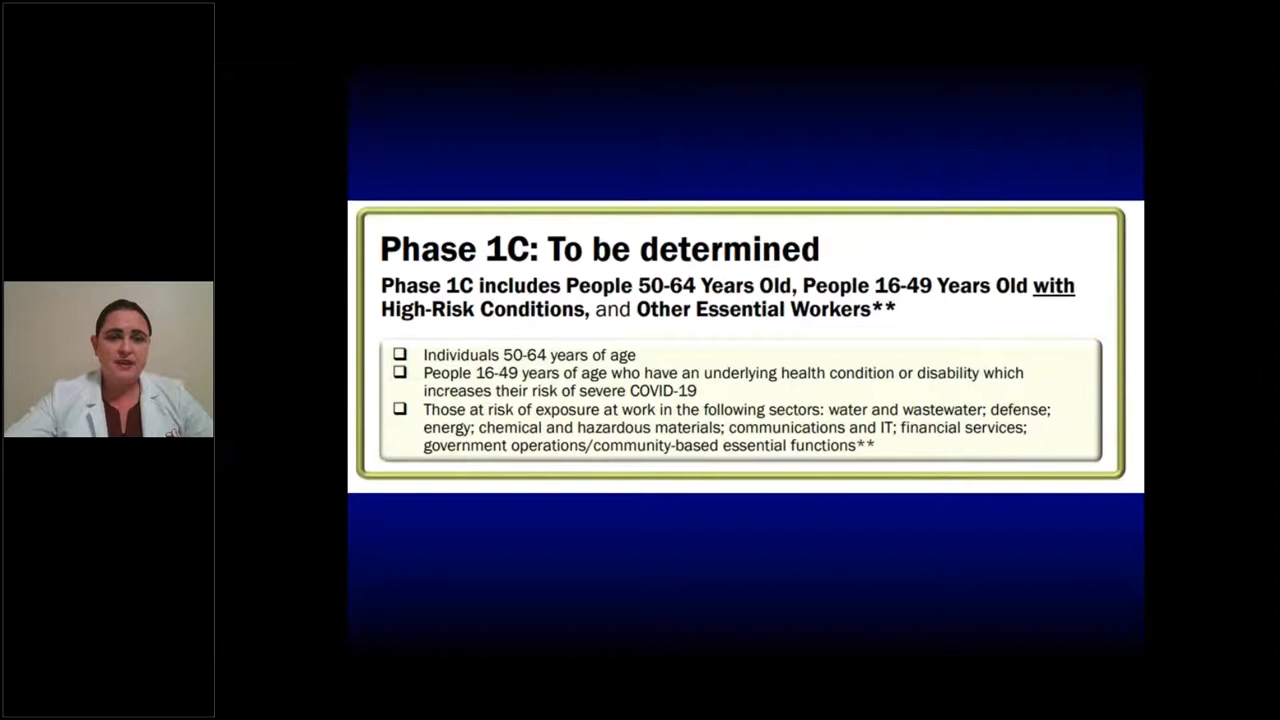 Phase 1C: To be determined
Phase 1C includes People 50-64 Years Old, People 16-49 Years Old with
High-Risk Conditions, and Other Essential Workers**
❑ Individuals 50-64 years of age
❑ People 16-49 years of age who have an underlying health condition or disability which
increases their risk of severe COVID-19
❑ Those at risk of exposure at work in the following sectors: water and wastewater; defense;
energy; chemical and hazardous materials; communications and IT; financial services;
government operations/community-based essential functions**